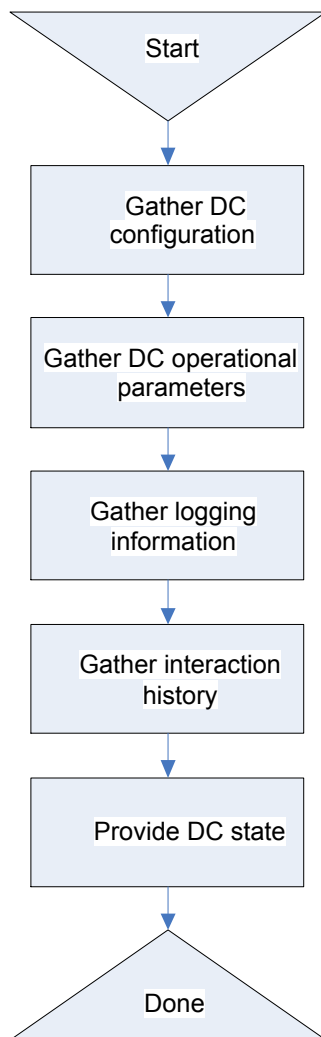 Start
Gather DC
configuration
Gather DC operational
parameters
Gather logging
information
Gather interaction
history
Provide DC state
Done